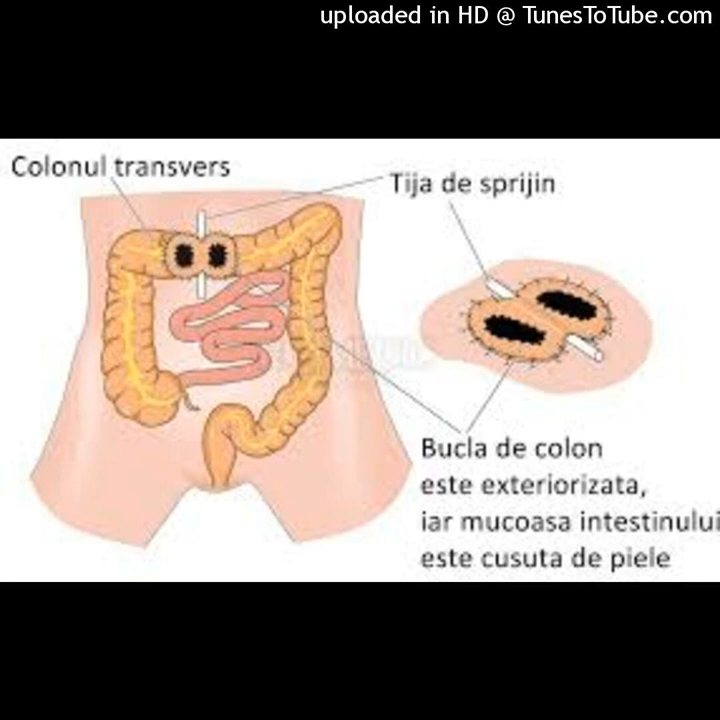 uploaded in HD @ TunesToTube.com
Colonul transvers
Tija de sprijin
Bucla de colon
este exteriorizata,
iar mucoasa intestinului
este cusuta de piele